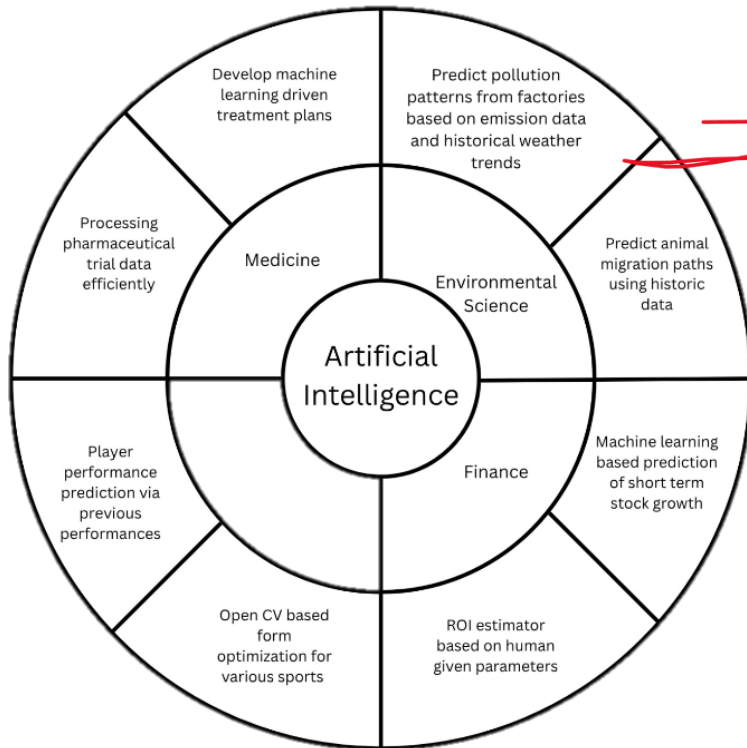 Develop machine
learning driven
treatment plans
Predict pollution
patterns from factories
based on emission data
and historical weather
trends
Processing
pharmaceutical
trial data
efficiently
Medicine
Environmental
Science
Predict animal
migration paths
using historic
data
Artificial
Intelligence
Player
performance
prediction via
previous
performances
Finance
Machine learning
based prediction
of short term
stock growth
Open CV based
form
optimization for
various sports
ROI estimator
based on human
given parameters